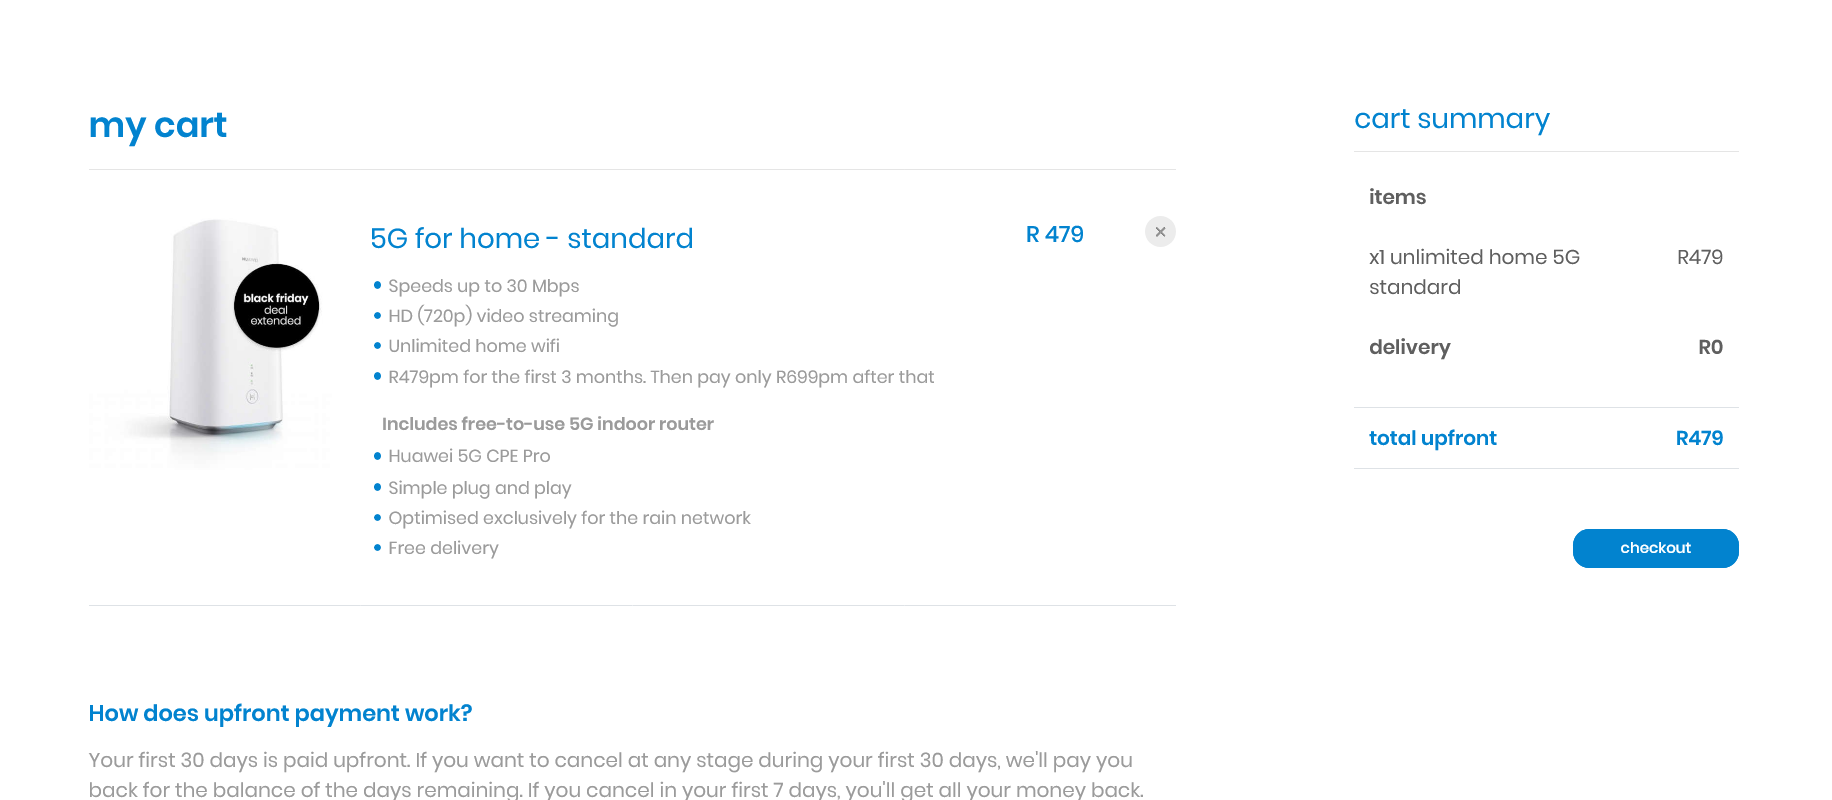 my cart
5G for home - standard
R 479
black friday
deal
extended
Speeds up to 30 Mbps
HD (720p) video streaming
Unlimited home wifi
R479pm for the first 3 months. Then pay only R699pm after that
Includes free-to-use 5G indoor router
Huawei 5G CPE Pro
Simple plug and play
Optimised exclusively for the rain network
Free delivery
cart summary
items
x1 unlimited home 5G R479
standard
delivery R0
total upfront R479
checkout
How does upfront payment work?
Your first 30 days is paid upfront. If you want to cancel at any stage during your first 30 days, we'll pay you
back for the balance of the days remaining. If you cancel in your first 7 days, you'll get all your money back.